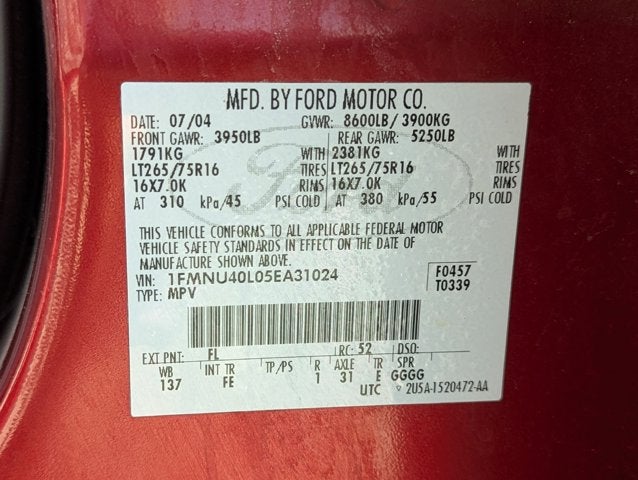 MFD. BY FORD MOTOR CO.
DATE: 07/04 GVWR: 8600LB/ 3900KG
FRONT GAWR: 3950LB REAR GAWR: 5250LB
1791KG WITH 2381KG WITH
LT265/75R16 TIRES LT265/75R16 TIRES
16X7.0K RIMS 16X7.0K RIMS
AT 310 kPa/45 PSI COLD AT 380 kPa/55 PSI COLD
Ford
THIS VEHICLE CONFORMS TO ALL APPLICABLE FEDERAL MOTOR
VEHICLE SAFETY STANDARDS IN EFFECT ON THE DATE OF
MANUFACTURE SHOWN ABOVE.
VIN: 1FMNU40L05EA31024 F0457
TYPE: MPV T0339
EXT PNT: FL RC: 52 DSO:
WB INT TR TP/PS R AXLE TR SPR
137 FE 1 31 E GGGG
UTC 2U5A-1520472-AA